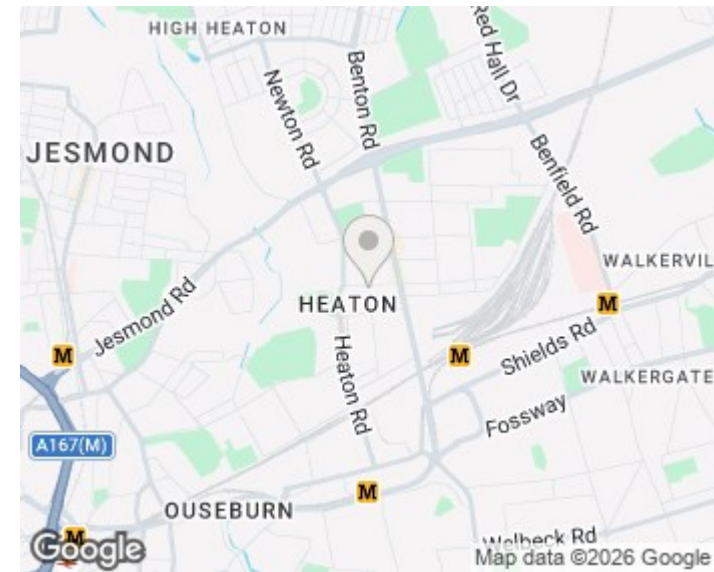 HIGH HEATON
Red Hall Dr
Benton Rd
Newton Rd
JESMOND
Benfield Rd
WALKERVIL
HEATON
Jesmond Rd
M
M
M
Shields Rd
Heaton Rd
WALKERGATE
Fossway
A167(M)
M
OUSEBURN
M
Welbeck Rd
Google
Map data ©2026 Google